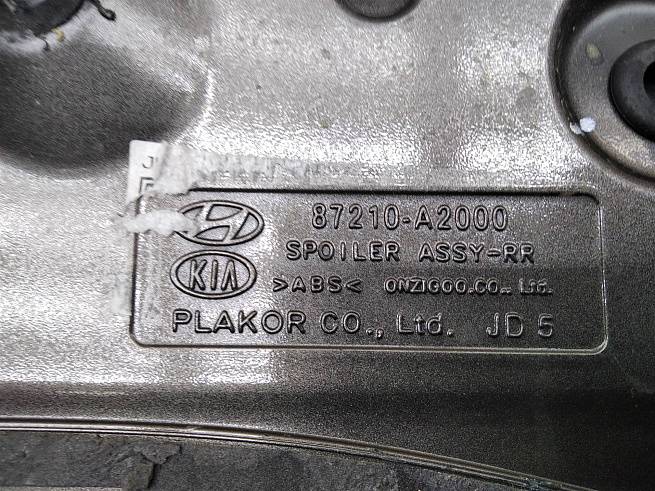 J
87210-A2000
SPOILER ASSY-RR
KIA >ABS< ONZIGOO.CO., Ltd.
PLAKOR CO., Ltd. JD 5